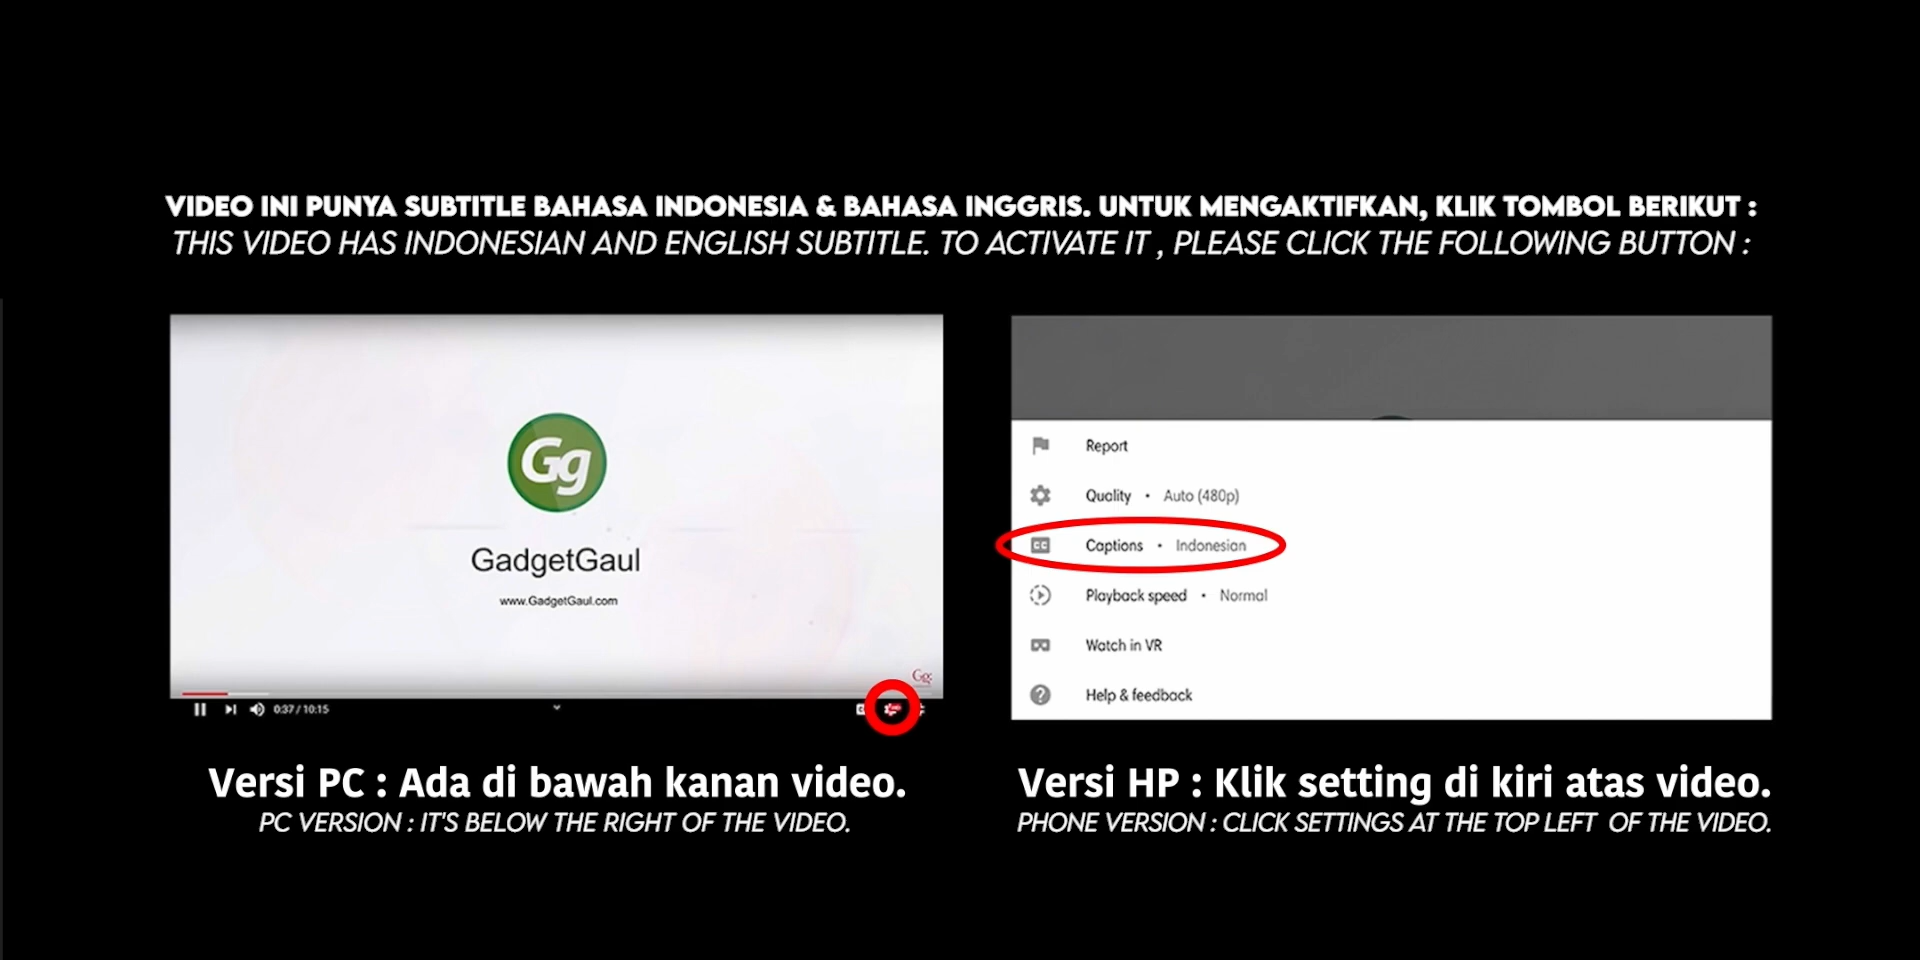 VIDEO INI PUNYA SUBTITLE BAHASA INDONESIA & BAHASA INGGRIS. UNTUK MENGAKTIFKAN, KLIK TOMBOL BERIKUT :
THIS VIDEO HAS INDONESIAN AND ENGLISH SUBTITLE. TO ACTIVATE IT , PLEASE CLICK THE FOLLOWING BUTTON :
Gg
GadgetGaul
www.GadgetGaul.com
Gg
0:37 / 10:15
Report
Quality • Auto (480p)
CC Captions • Indonesian
Playback speed • Normal
Watch in VR
? Help & feedback
Versi PC : Ada di bawah kanan video.
PC VERSION : IT'S BELOW THE RIGHT OF THE VIDEO.
Versi HP : Klik setting di kiri atas video.
PHONE VERSION : CLICK SETTINGS AT THE TOP LEFT OF THE VIDEO.